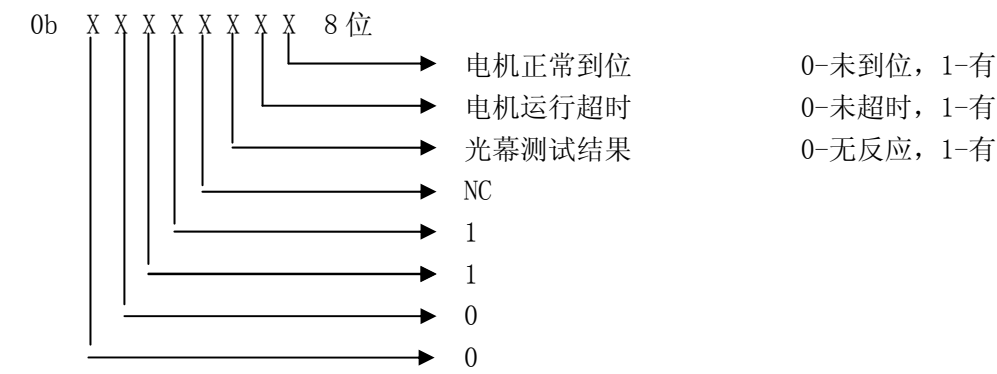 0b X X X X X X X X 8位
电机正常到位 0-未到位，1-有
电机运行超时 0-未超时，1-有
光幕测试结果 0-无反应，1-有
NC
1
1
0
0